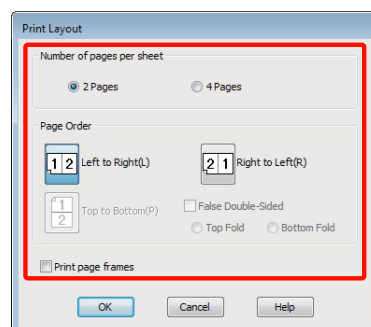 Print Layout
Number of pages per sheet
2 Pages 4 Pages
Page Order
1 2 Left to Right(L) 2 1 Right to Left(R)
1
2
Top to Bottom(P) False Double-Sided
Top Fold Bottom Fold
Print page frames
OK Cancel Help